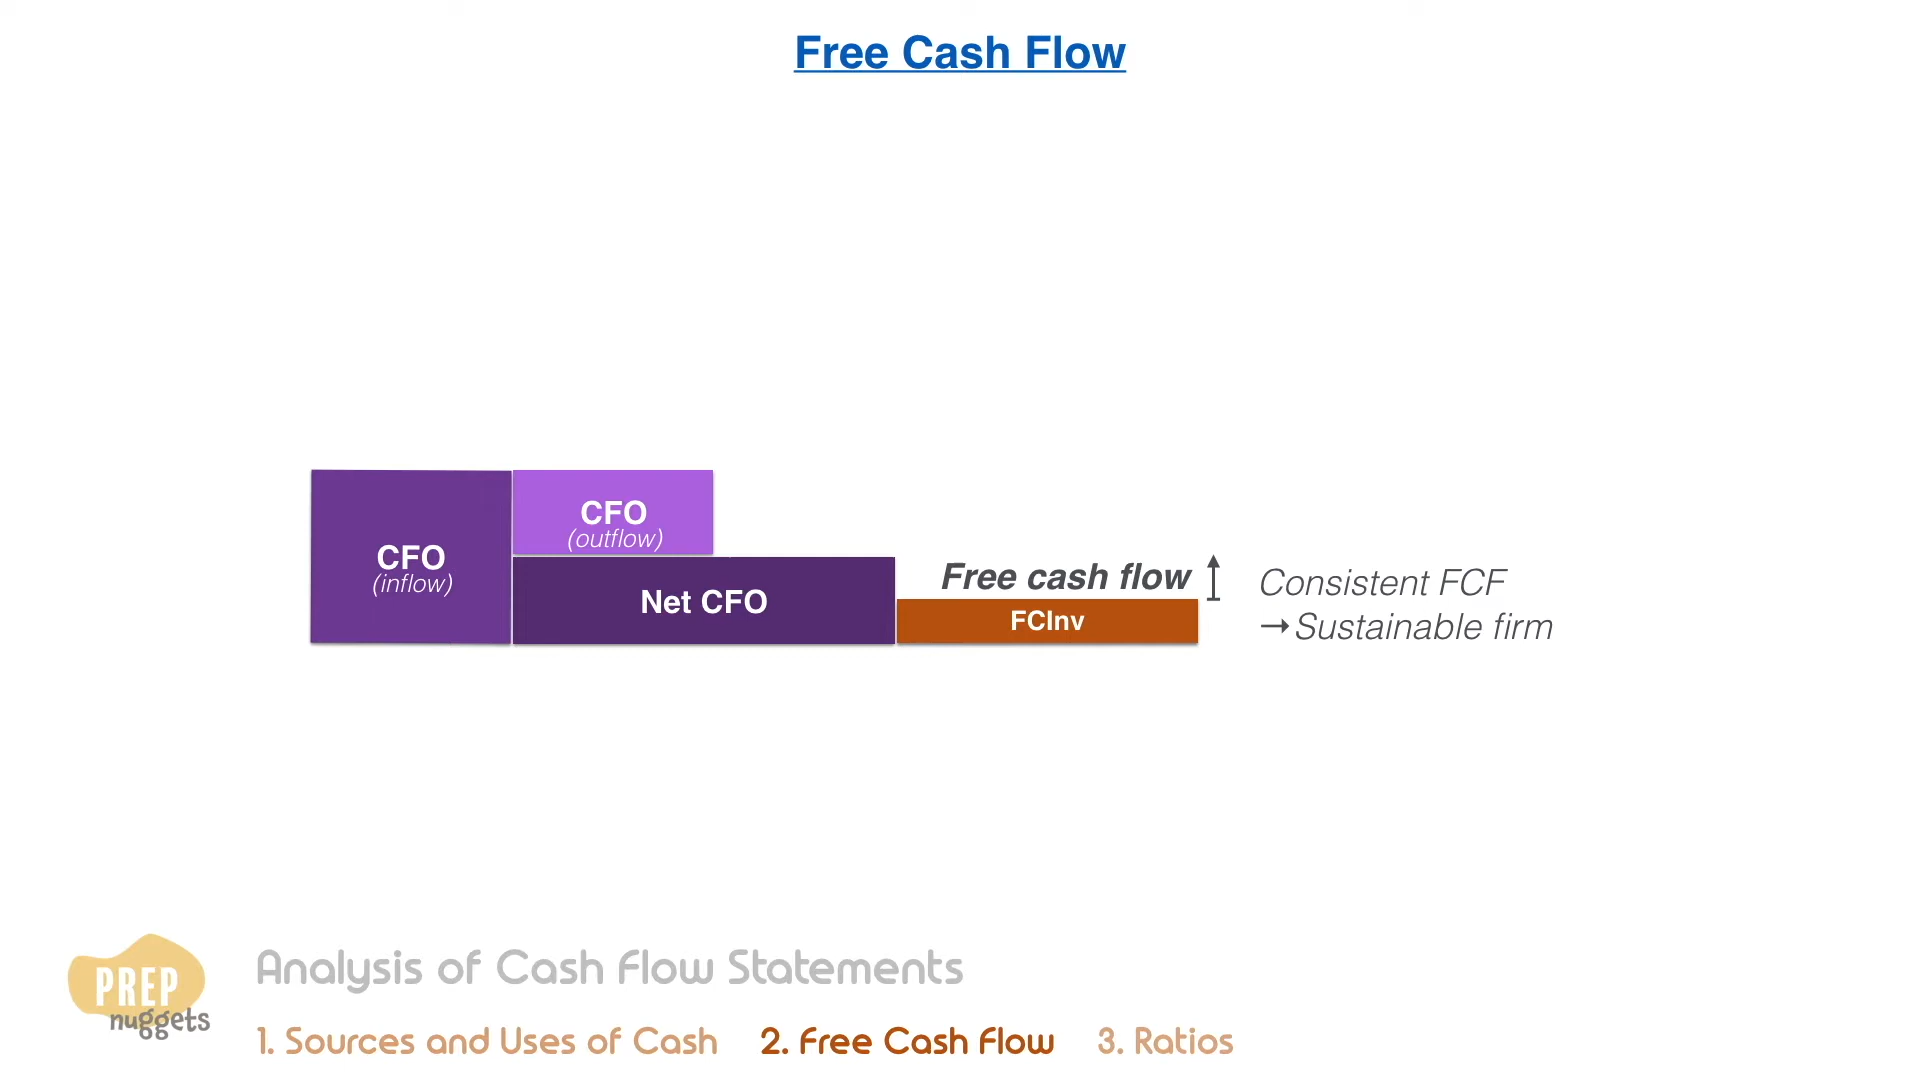 Free Cash Flow
CFO
(inflow)
CFO
(outflow)
Net CFO
Free cash flow
FCInv
Consistent FCF
→Sustainable firm
PREP
nuggets
Analysis of Cash Flow Statements
1. Sources and Uses of Cash 2. Free Cash Flow 3. Ratios